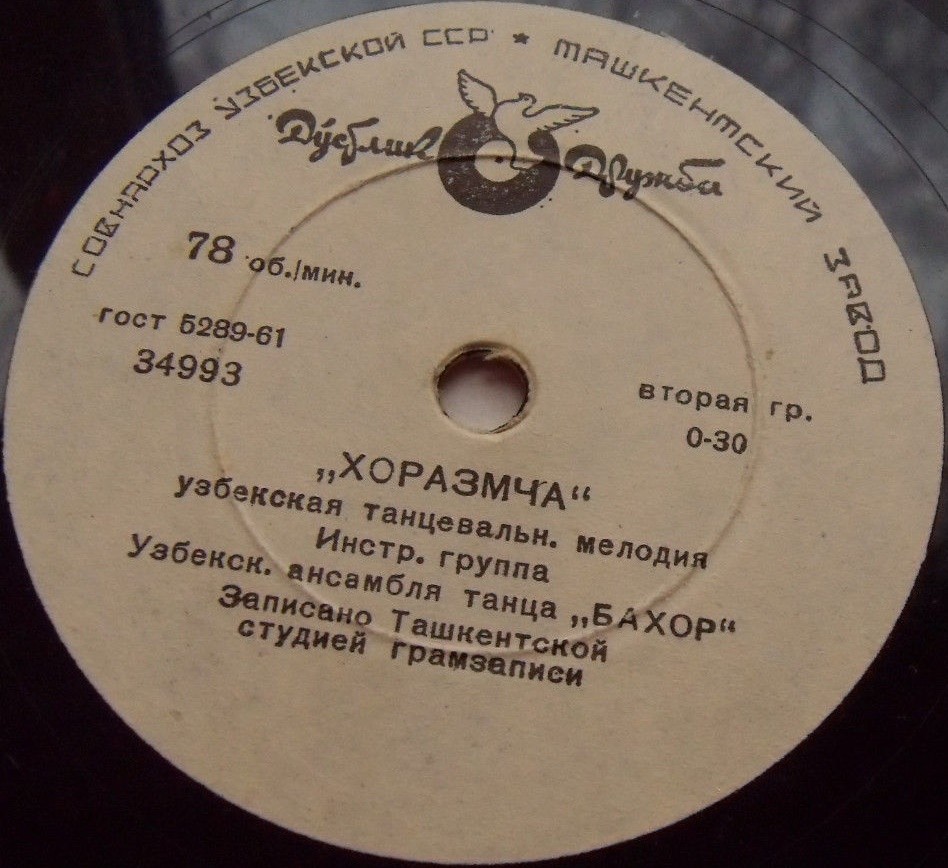 СОВНАРХОЗ УЗБЕКСКОЙ ССР * ТАШКЕНТСКИЙ ЗАВОД
Дўстлик Дружба
78 об./мин.
гост 5289-61
34993
вторая гр.
0-30
„ХОРАЗМЧА“
узбекская танцевальн. мелодия
Инстр. группа
Узбекск. ансамбля танца „БАХОР“
Записано Ташкентской
студией грамзаписи